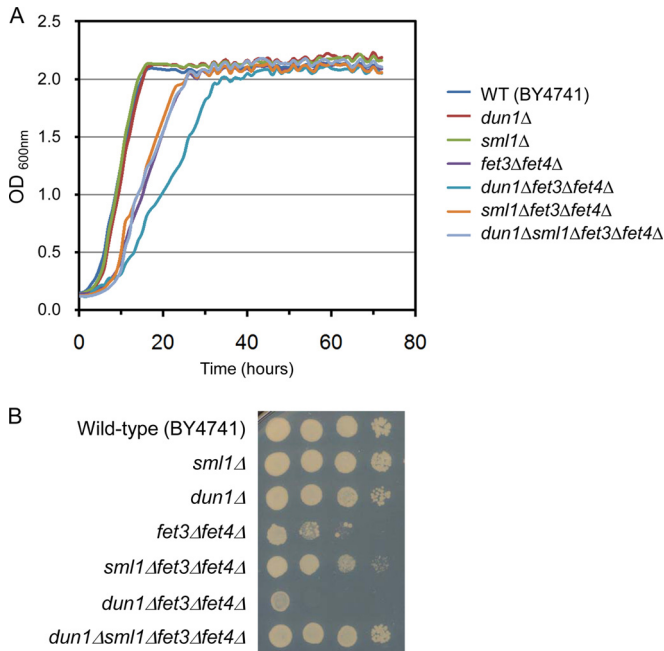 A
2.5
2.0
1.5
1.0
0.5
0.0
OD 600nm
0
20
40
60
80
Time (hours)
WT (BY4741)
dun1Δ
sml1Δ
fet3Δfet4Δ
dun1Δfet3Δfet4Δ
sml1Δfet3Δfet4Δ
dun1Δsml1Δfet3Δfet4Δ
B
Wild-type (BY4741)
sml1Δ
dun1Δ
fet3Δfet4Δ
sml1Δfet3Δfet4Δ
dun1Δfet3Δfet4Δ
dun1Δsml1Δfet3Δfet4Δ